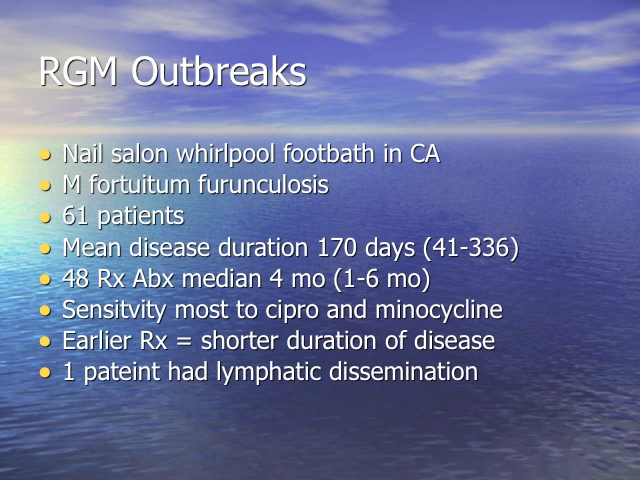 RGM Outbreaks
• Nail salon whirlpool footbath in CA
• M fortuitum furunculosis
• 61 patients
• Mean disease duration 170 days (41-336)
• 48 Rx Abx median 4 mo (1-6 mo)
• Sensitvity most to cipro and minocycline
• Earlier Rx = shorter duration of disease
• 1 pateint had lymphatic dissemination